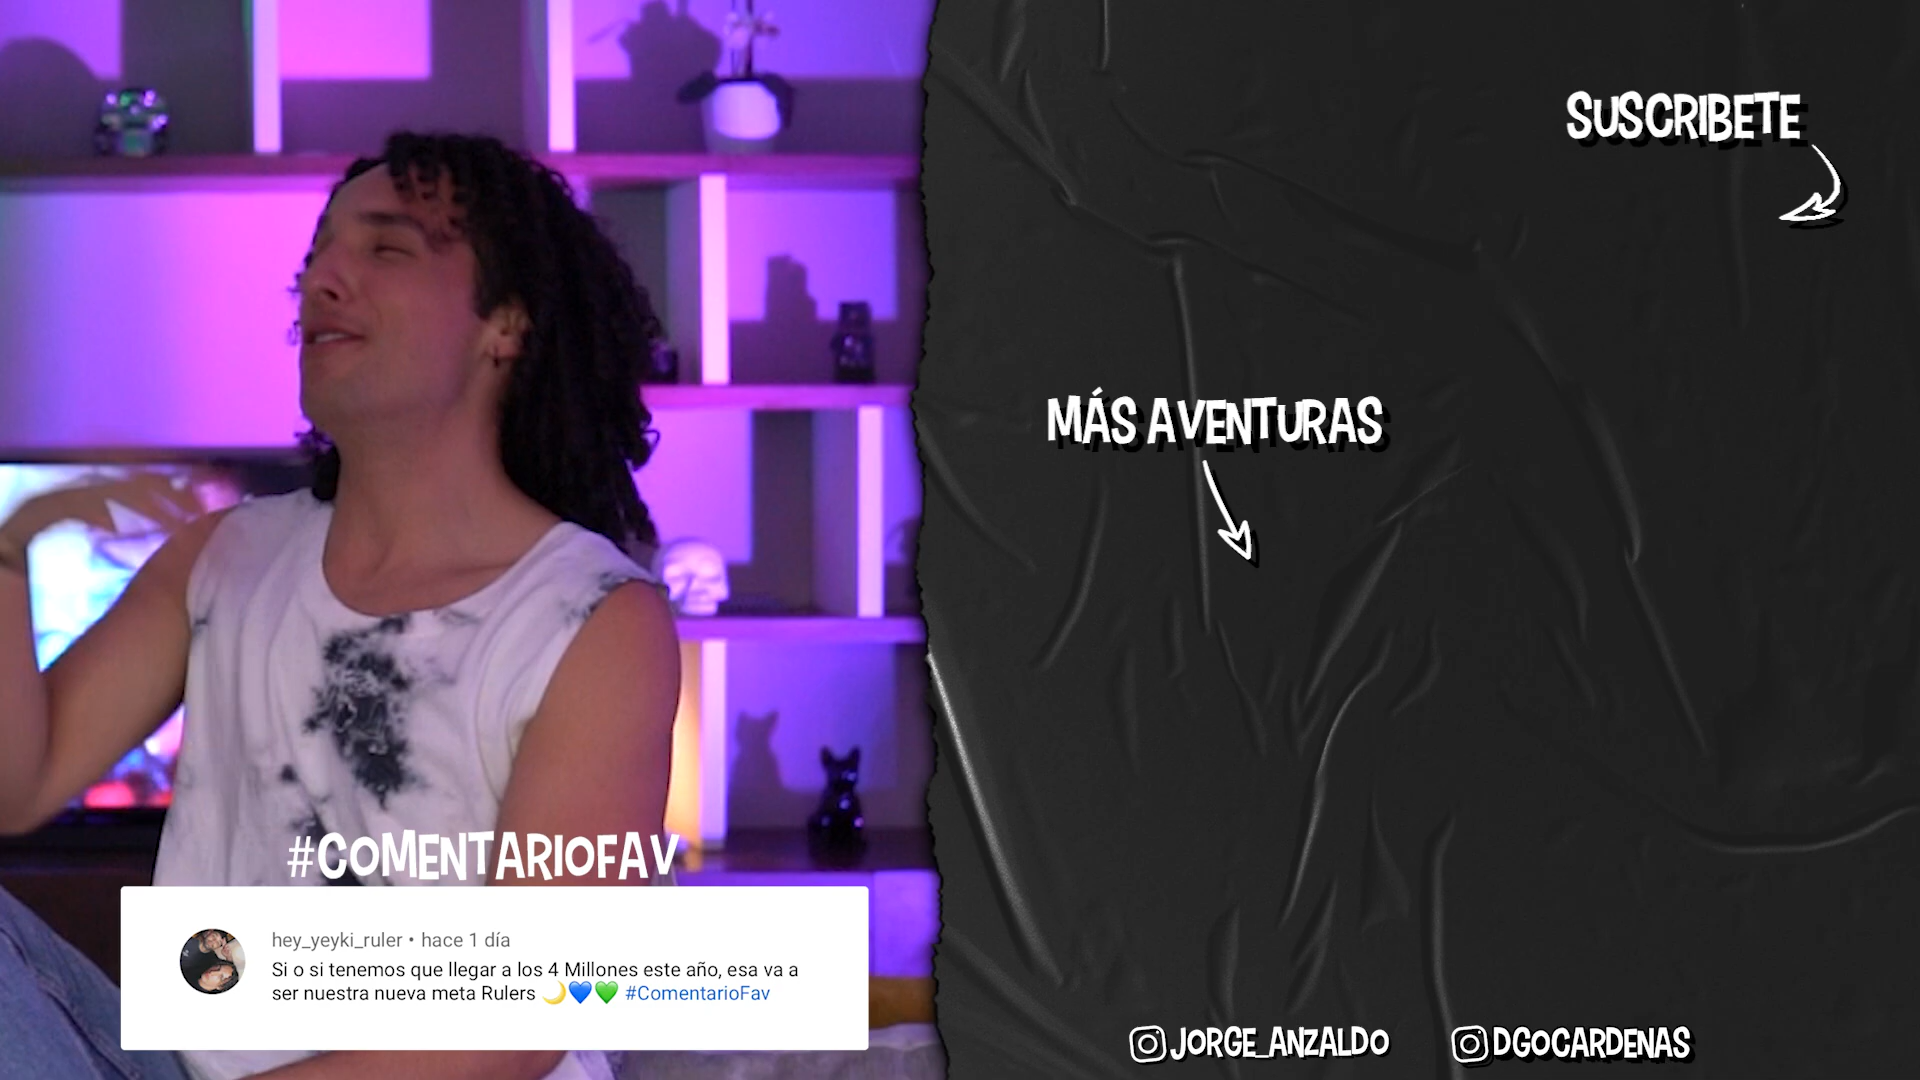 SUSCRIBETE
MÁS AVENTURAS
#COMENTARIOFAV
hey_yeyki_ruler • hace 1 día
Si o si tenemos que llegar a los 4 Millones este año, esa va a
ser nuestra nueva meta Rulers 🌙💙💚 #ComentarioFav
JORGE_ANZALDO
DGOCARDENAS